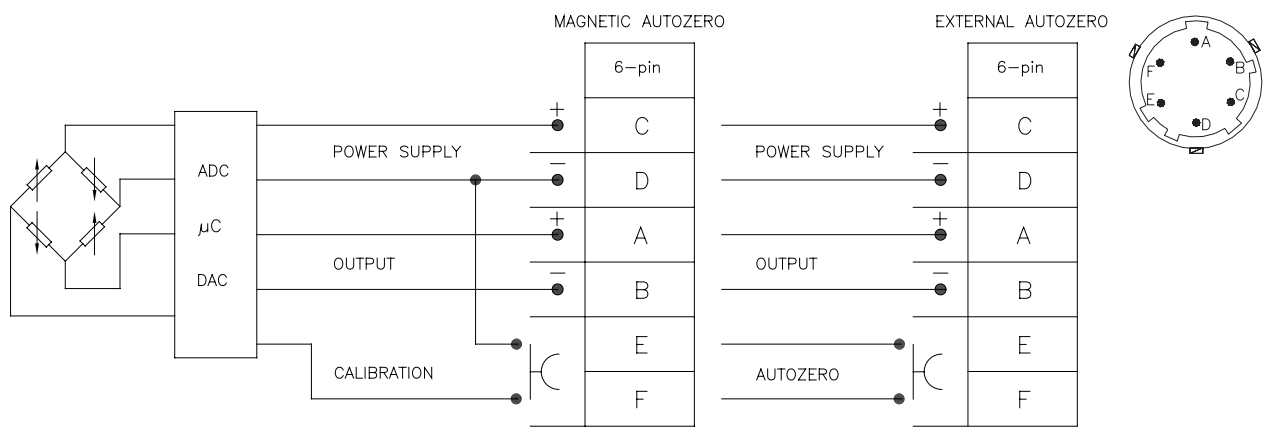 MAGNETIC AUTOZERO
EXTERNAL AUTOZERO
6-pin
6-pin
A
B
C
D
E
F
ADC
µC
DAC
+
C
POWER SUPPLY
−
D
+
A
OUTPUT
−
B
E
CALIBRATION
F
+
C
POWER SUPPLY
−
D
+
A
OUTPUT
−
B
E
AUTOZERO
F